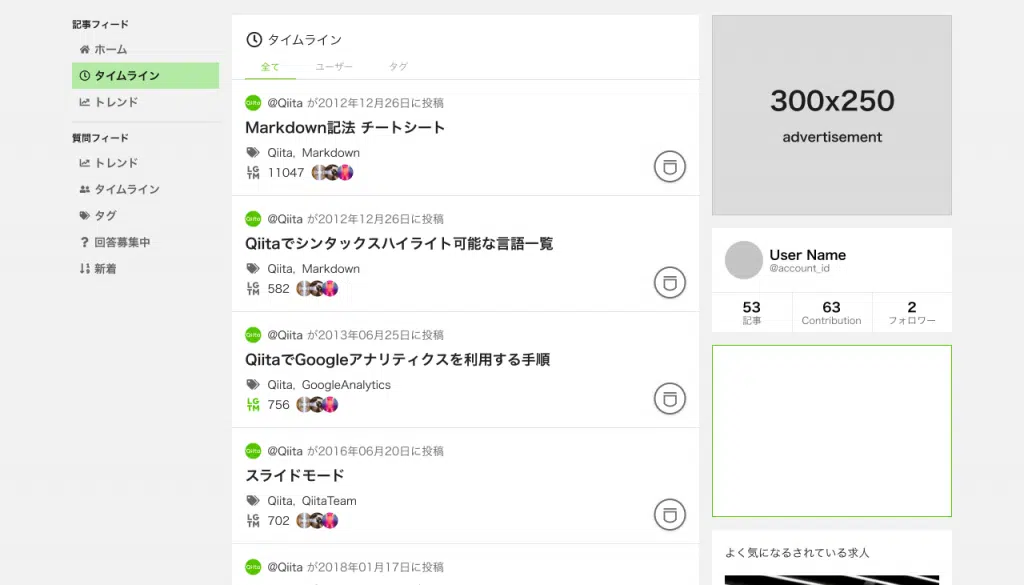 記事フィード
ホーム
タイムライン
トレンド
質問フィード
トレンド
タイムライン
タグ
? 回答募集中
新着
タイムライン
全て ユーザー タグ
Qiita @Qiita が2012年12月26日に投稿
Markdown記法 チートシート
Qiita, Markdown
LGTM 11047
Qiita @Qiita が2012年12月26日に投稿
Qiitaでシンタックスハイライト可能な言語一覧
Qiita, Markdown
LGTM 582
Qiita @Qiita が2013年06月25日に投稿
QiitaでGoogleアナリティクスを利用する手順
Qiita, GoogleAnalytics
LGTM 756
Qiita @Qiita が2016年06月20日に投稿
スライドモード
Qiita, QiitaTeam
LGTM 702
Qiita @Qiita が2018年01月17日に投稿
300x250
advertisement
User Name
@account_id
53 63 2
記事 Contribution フォロワー
よく気になるされている求人